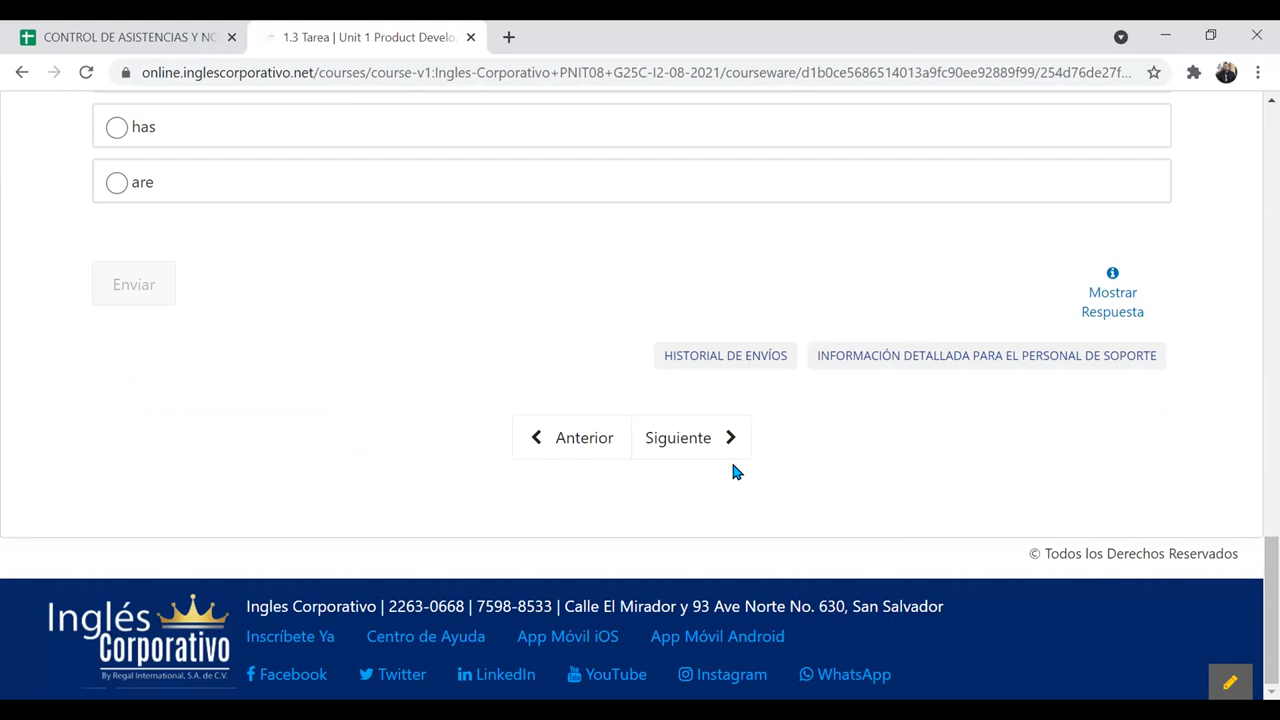 CONTROL DE ASISTENCIAS Y NO
1.3 Tarea | Unit 1 Product Develo
online.inglescorporativo.net/courses/course-v1:Ingles-Corporativo+PNIT08+G25C-I2-08-2021/courseware/d1b0ce5686514013a9fc90ee92889f99/254d76de27f...
has
are
Enviar
Mostrar
Respuesta
HISTORIAL DE ENVÍOS
INFORMACIÓN DETALLADA PARA EL PERSONAL DE SOPORTE
Anterior
Siguiente
© Todos los Derechos Reservados
Inglés
Corporativo
By Regal International, S.A. de C.V.
Ingles Corporativo | 2263-0668 | 7598-8533 | Calle El Mirador y 93 Ave Norte No. 630, San Salvador
Inscríbete Ya
Centro de Ayuda
App Móvil iOS
App Móvil Android
Facebook
Twitter
LinkedIn
YouTube
Instagram
WhatsApp